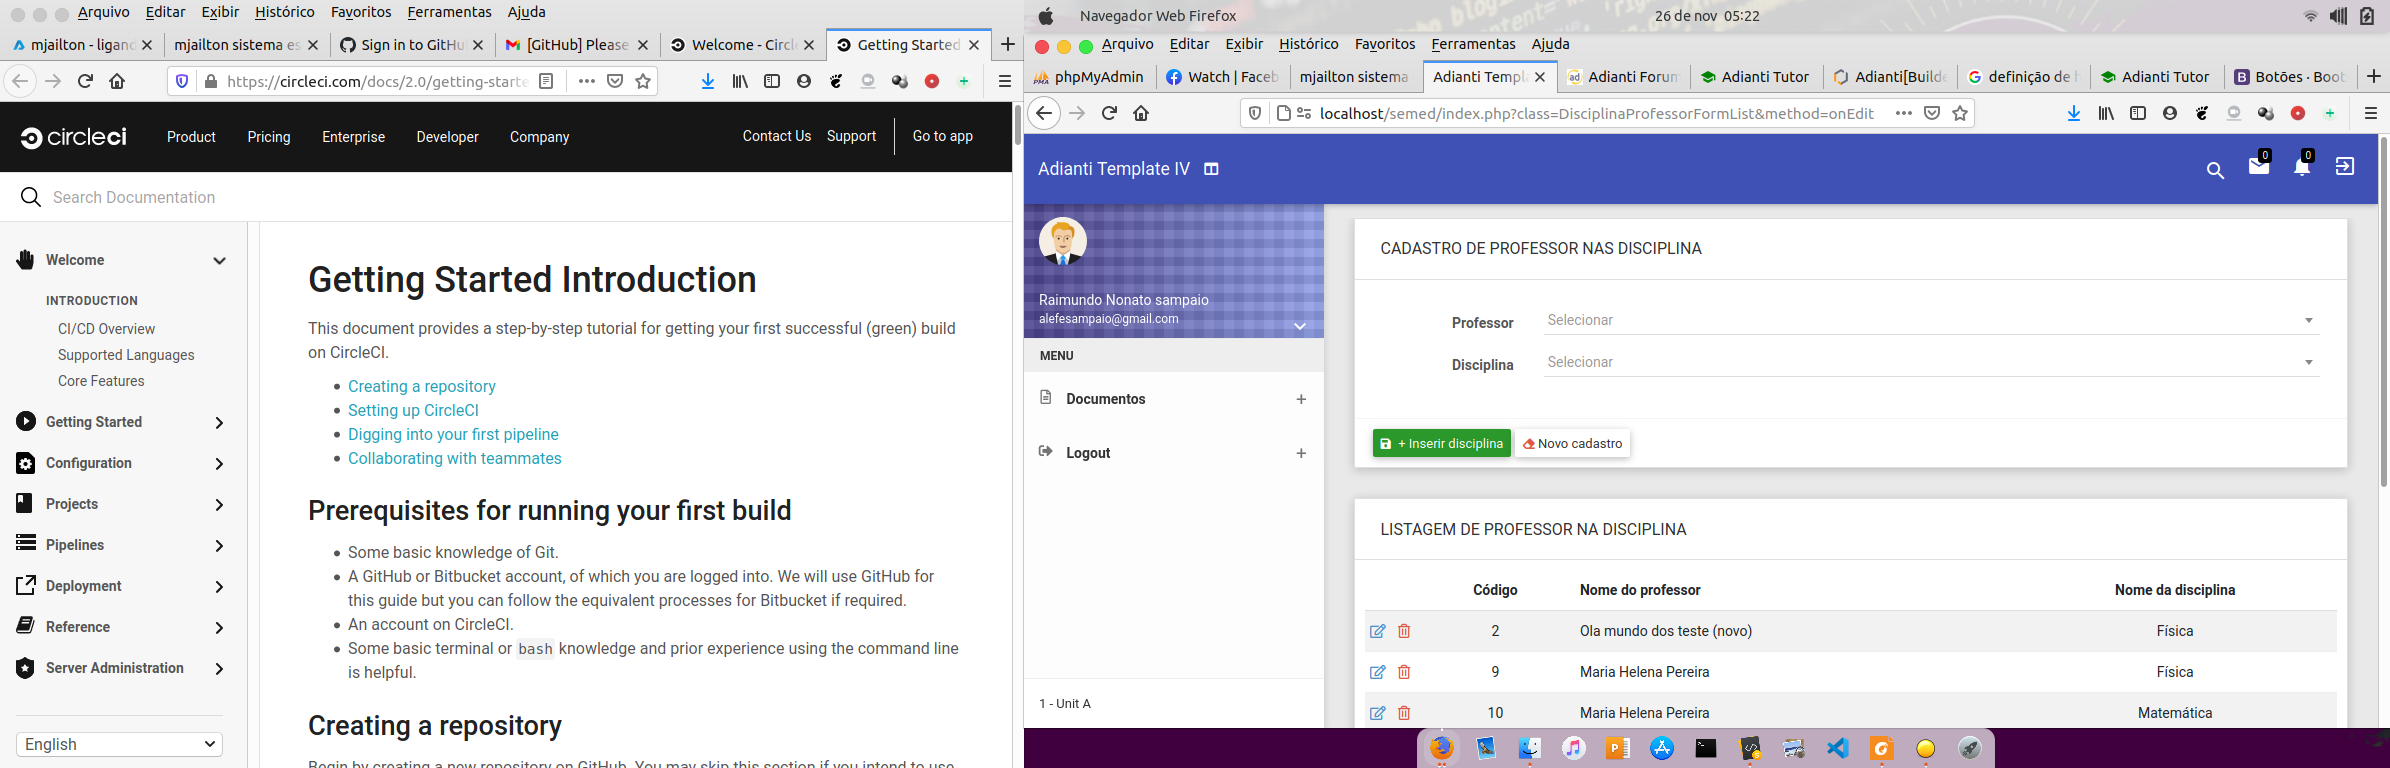 Arquivo Editar Exibir Histórico Favoritos Ferramentas Ajuda
mjailton - ligand
mjailton sistema es
Sign in to GitHu
[GitHub] Please
Welcome - Circle
Getting Started
https://circleci.com/docs/2.0/getting-starte
circleci
Product Pricing Enterprise Developer Company
Contact Us Support Go to app
Search Documentation
Welcome
INTRODUCTION
CI/CD Overview
Supported Languages
Core Features
Getting Started
Configuration
Projects
Pipelines
Deployment
Reference
Server Administration
English
Getting Started Introduction
This document provides a step-by-step tutorial for getting your first successful (green) build
on CircleCI.
• Creating a repository
• Setting up CircleCI
• Digging into your first pipeline
• Collaborating with teammates
Prerequisites for running your first build
• Some basic knowledge of Git.
• A GitHub or Bitbucket account, of which you are logged into. We will use GitHub for
this guide but you can follow the equivalent processes for Bitbucket if required.
• An account on CircleCI.
• Some basic terminal or bash knowledge and prior experience using the command line
is helpful.
Creating a repository
Begin by creating a new repository on GitHub. You may skip this section if you intend to use
Navegador Web Firefox
26 de nov 05:22
Arquivo Editar Exibir Histórico Favoritos Ferramentas Ajuda
phpMyAdmin
Watch | Faceb
mjailton sistema
Adianti Templ
Adianti Forum
Adianti Tutor
Adianti[Builde
definição de h
Adianti Tutor
Botões · Boot
localhost/semed/index.php?class=DisciplinaProfessorFormList&method=onEdit
Adianti Template IV
0
0
Raimundo Nonato sampaio
alefesampaio@gmail.com
MENU
Documentos +
Logout +
1 - Unit A
CADASTRO DE PROFESSOR NAS DISCIPLINA
Professor Selecionar
Disciplina Selecionar
+ Inserir disciplina
Novo cadastro
LISTAGEM DE PROFESSOR NA DISCIPLINA
Código Nome do professor Nome da disciplina
2 Ola mundo dos teste (novo) Física
9 Maria Helena Pereira Física
10 Maria Helena Pereira Matemática